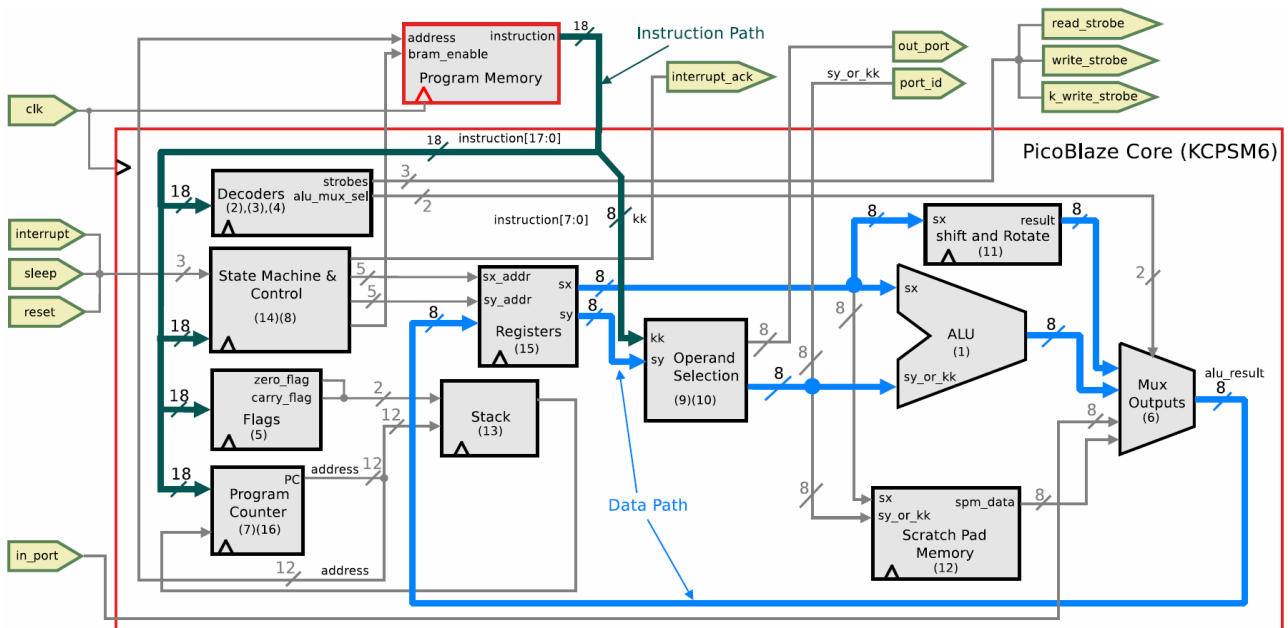 18
read_strobe
address
instruction
Instruction Path
bram_enable
out_port
write_strobe
Program Memory
interrupt_ack
sy_or_kk
port_id
k_write_strobe
clk
18
instruction[17:0]
PicoBlaze Core (KCPSM6)
18
Decoders
(2),(3),(4)
strobes
alu_mux_sel
3
2
instruction[7:0]
8
kk
8
sx
result
8
shift and Rotate
(11)
interrupt
sleep
reset
3
State Machine &
Control
(14)(8)
5
5
18
sx_addr
sy_addr
sx
sy
Registers
(15)
8
8
8
8
sx
ALU
(1)
sy_or_kk
8
2
kk
sy
Operand
Selection
(9)(10)
8
8
8
Mux
Outputs
(6)
alu_result
8
zero_flag
carry_flag
Flags
(5)
18
2
12
Stack
(13)
8
18
PC
Program
Counter
(7)(16)
address
12
Data Path
8
sx
sy_or_kk
spm_data
8
Scratch Pad
Memory
(12)
in_port
12
address
8